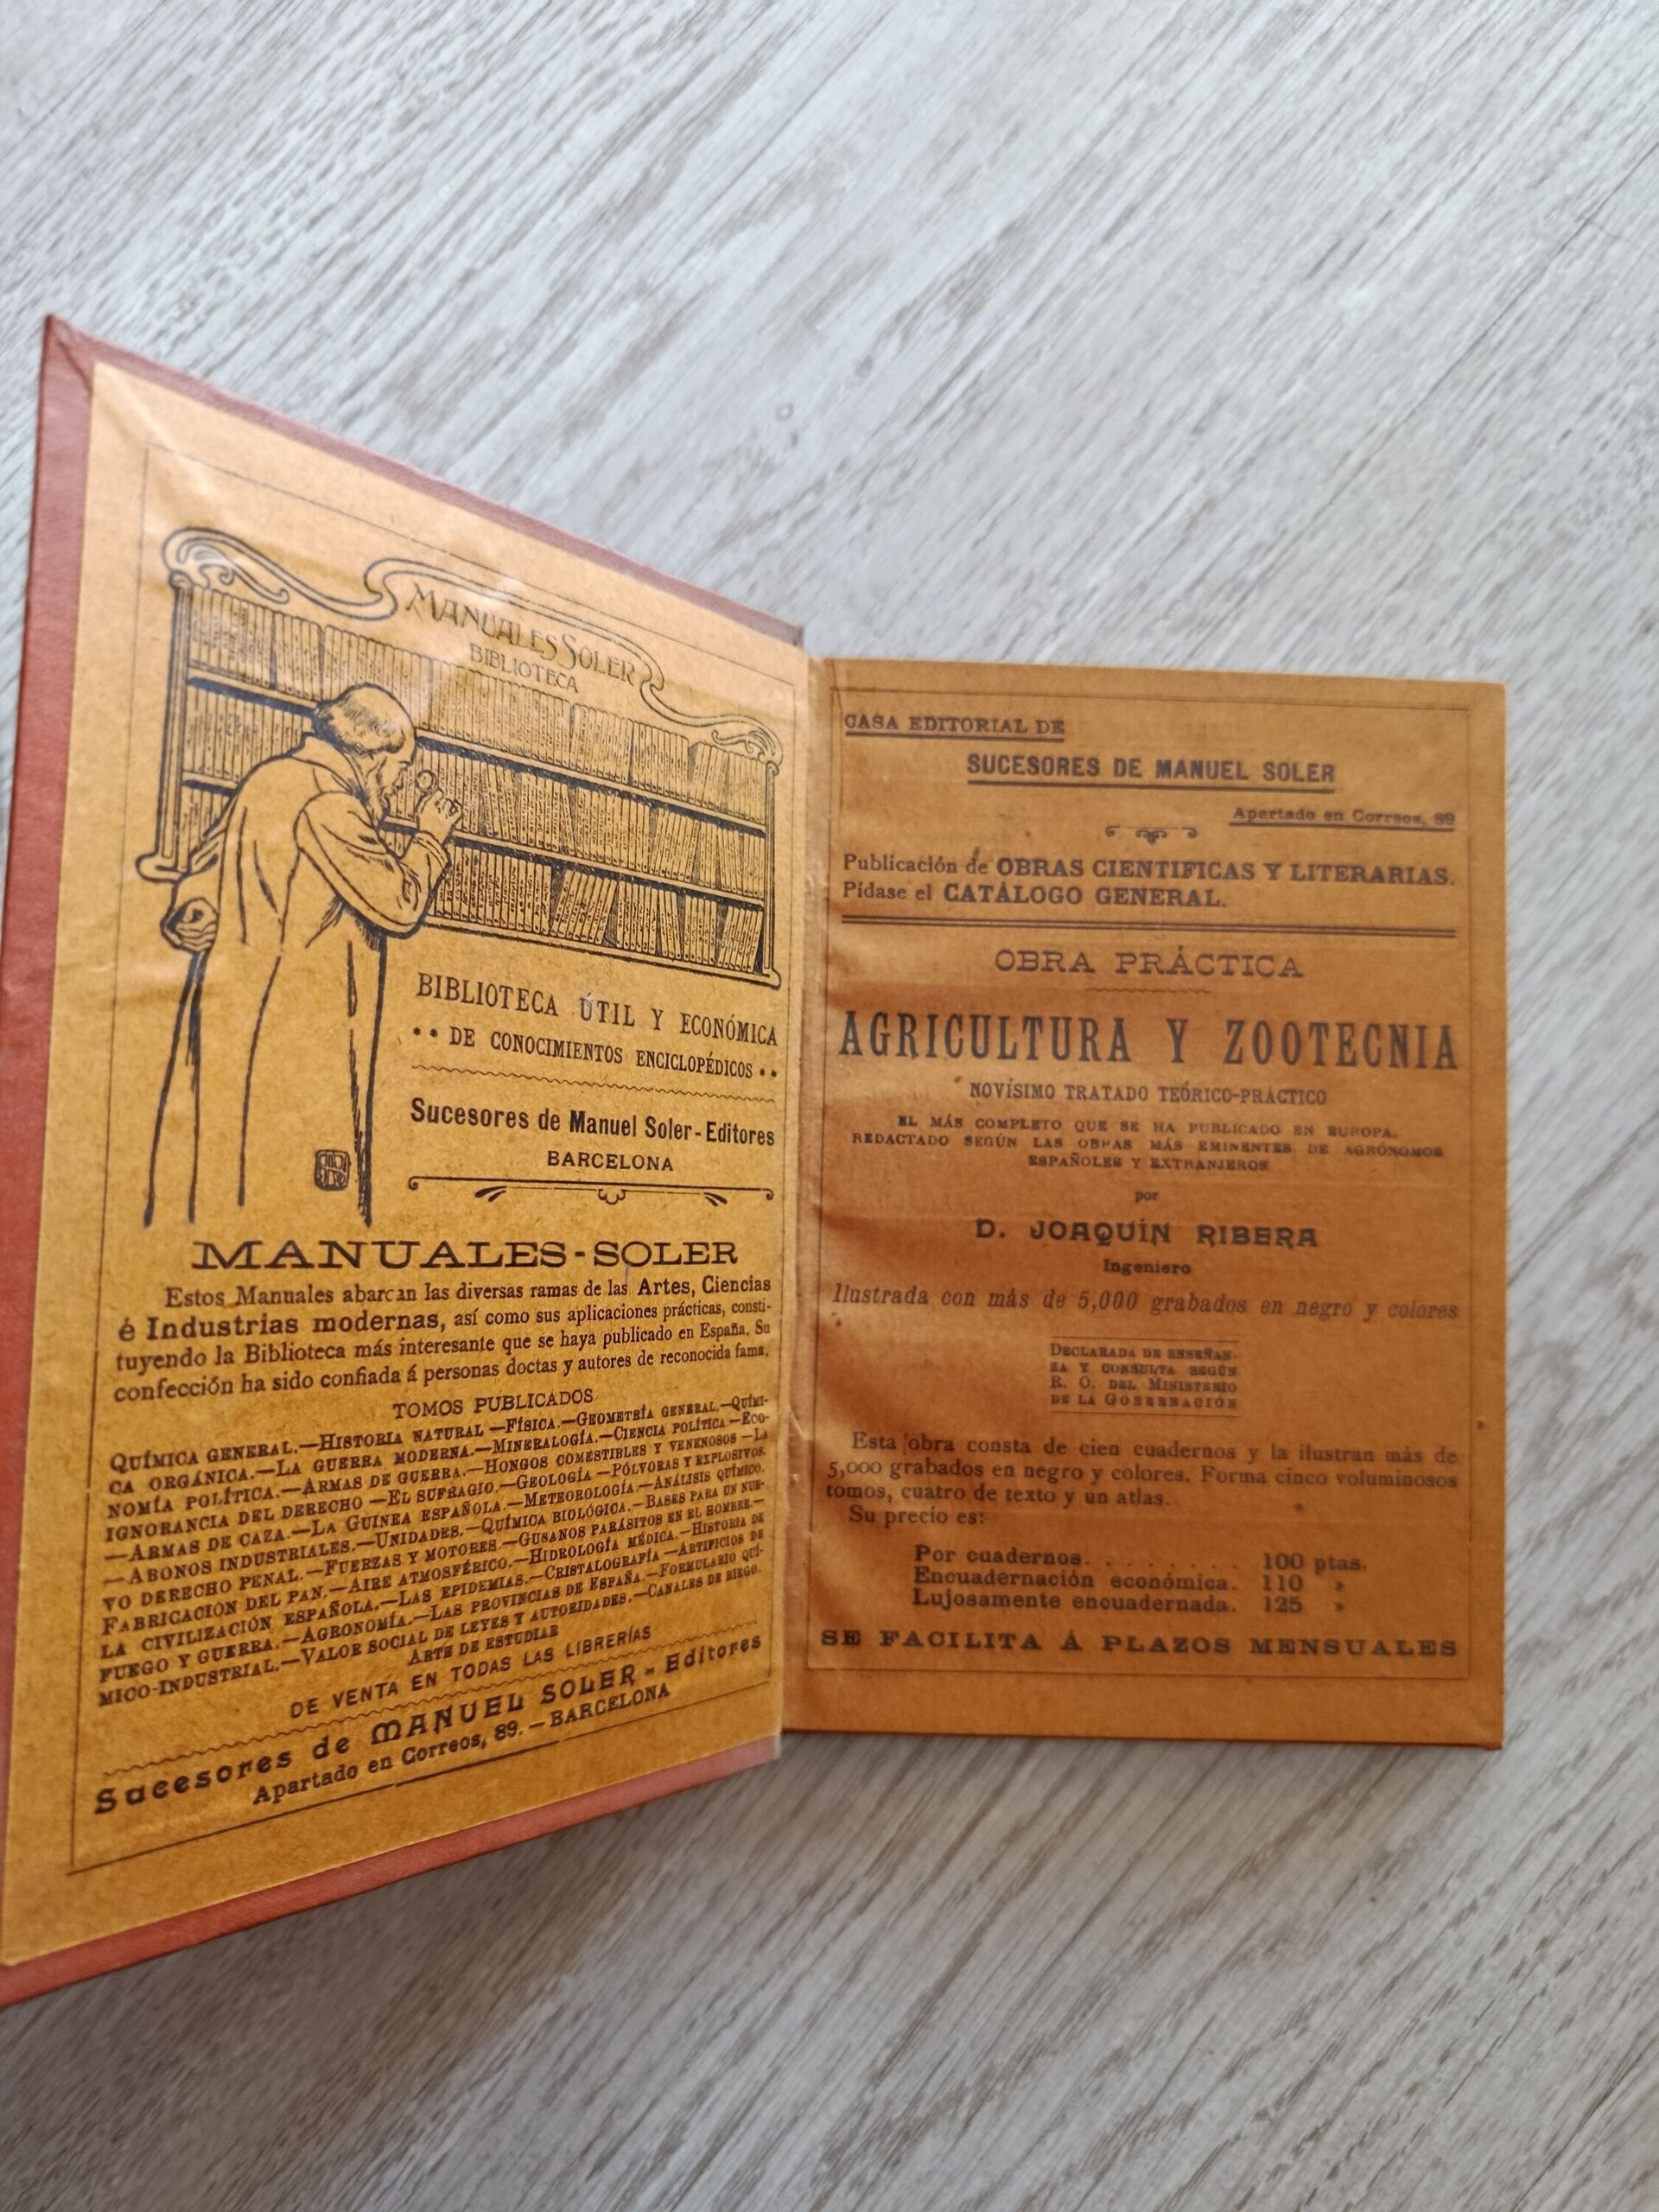 MANUALES SOLER
BIBLIOTECA
BIBLIOTECA ÚTIL Y ECONÓMICA
•• DE CONOCIMIENTOS ENCICLOPÉDICOS ••
Sucesores de Manuel Soler-Editores
BARCELONA
MANUALES-SOLER
Estos Manuales abarcan las diversas ramas de las Artes, Ciencias
é Industrias modernas, así como sus aplicaciones prácticas, consti-
tuyendo la Biblioteca más interesante que se haya publicado en España. Su
confección ha sido confiada á personas doctas y autores de reconocida fama.
TOMOS PUBLICADOS
QUÍMICA GENERAL.—HISTORIA NATURAL—FÍSICA.—GEOMETRÍA GENERAL.—QUÍMI-
CA ORGÁNICA.—LA GUERRA MODERNA.—MINERALOGÍA.—CIENCIA POLÍTICA—ECO-
NOMÍA POLÍTICA.—ARMAS DE GUERRA.—HONGOS COMESTIBLES Y VENENOSOS—LA
IGNORANCIA DEL DERECHO—EL SUFRAGIO.—GEOLOGÍA—PÓLVORAS Y EXPLOSIVOS.
—ARMAS DE CAZA.—LA GUINEA ESPAÑOLA.—METEOROLOGÍA.—ANÁLISIS QUÍMICO.
—ABONOS INDUSTRIALES.—UNIDADES.—QUÍMICA BIOLÓGICA.—BASES PARA UN NUE-
VO DERECHO PENAL.—FUERZAS Y MOTORES.—GUSANOS PARÁSITOS EN EL HOMBRE.—
FABRICACIÓN DEL PAN.—AIRE ATMOSFÉRICO.—HIDROLOGÍA MÉDICA.—HISTORIA DE
LA CIVILIZACIÓN ESPAÑOLA.—LAS EPIDEMIAS.—CRISTALOGRAFÍA—ARTIFICIOS DE
FUEGO Y GUERRA.—AGRONOMÍA.—LAS PROVINCIAS DE ESPAÑA.—FORMULARIO QUÍ-
MICO-INDUSTRIAL.—VALOR SOCIAL DE LEYES Y AUTORIDADES.—CANALES DE RIEGO.
ARTE DE ESTUDIAR
DE VENTA EN TODAS LAS LIBRERÍAS
Sucesores de MANUEL SOLER - Editores
Apartado en Correos, 89.—BARCELONA
CASA EDITORIAL DE
SUCESORES DE MANUEL SOLER
Apartado en Correos, 89
Publicación de OBRAS CIENTIFICAS Y LITERARIAS.
Pídase el CATÁLOGO GENERAL.
OBRA PRÁCTICA
AGRICULTURA Y ZOOTECNIA
NOVÍSIMO TRATADO TEÓRICO-PRÁCTICO
EL MÁS COMPLETO QUE SE HA PUBLICADO EN EUROPA.
REDACTADO SEGÚN LAS OBRAS MÁS EMINENTES DE AGRÓNOMOS
ESPAÑOLES Y EXTRANJEROS
por
D. JOAQUÍN RIBERA
Ingeniero
Ilustrada con más de 5,000 grabados en negro y colores
DECLARADA DE ENSEÑAN-
ZA Y CONSULTA SEGÚN
R. O. DEL MINISTERIO
DE LA GOBERNACIÓN
Esta obra consta de cien cuadernos y la ilustran más de
5,000 grabados en negro y colores. Forma cinco voluminosos
tomos, cuatro de texto y un atlas.
Su precio es:
Por cuadernos. . . . . . . . . 100 ptas.
Encuadernación económica. 110 »
Lujosamente encuadernada. 125 »
SE FACILITA Á PLAZOS MENSUALES